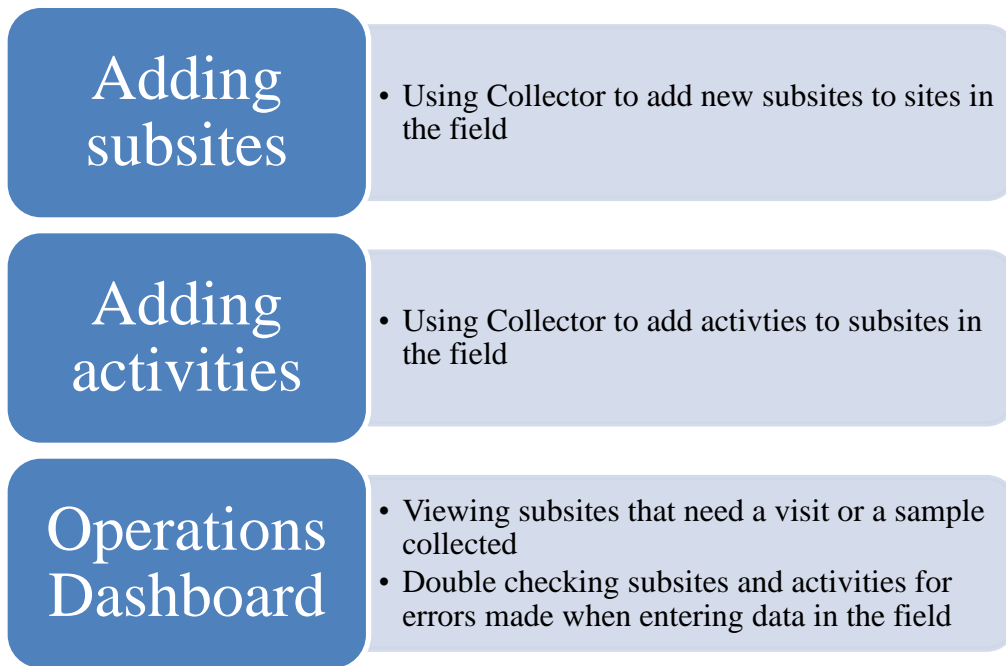 Adding
subsites
• Using Collector to add new subsites to sites in
the field
Adding
activities
• Using Collector to add activties to subsites in
the field
Operations
Dashboard
• Viewing subsites that need a visit or a sample
collected
• Double checking subsites and activities for
errors made when entering data in the field